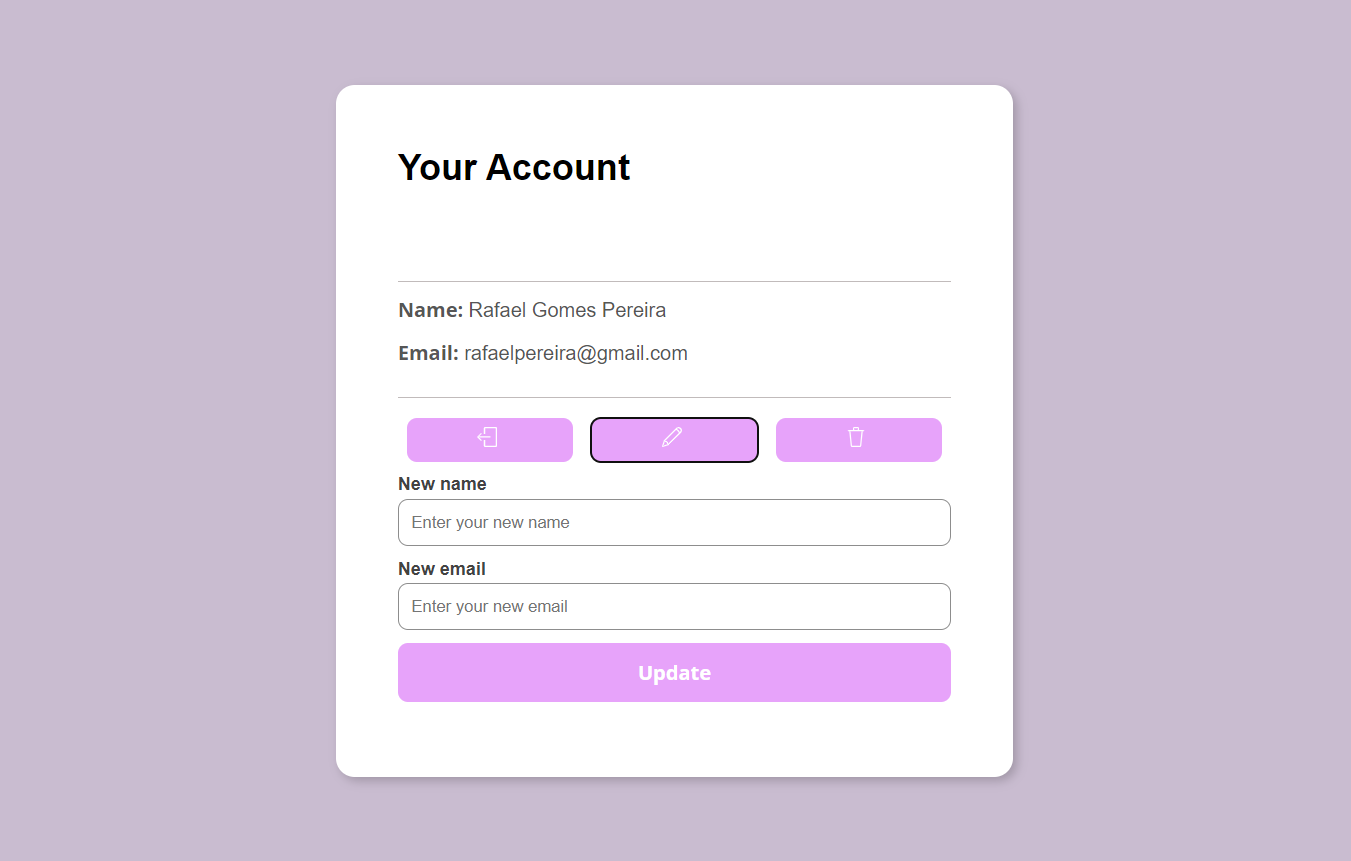 Your Account
Name: Rafael Gomes Pereira
Email: rafaelpereira@gmail.com
New name
Enter your new name
New email
Enter your new email
Update